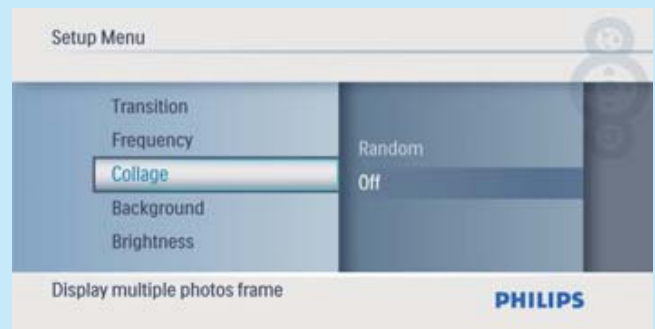 Setup Menu
Transition
Frequency
Collage
Background
Brightness
Random
Off
Display multiple photos frame
PHILIPS